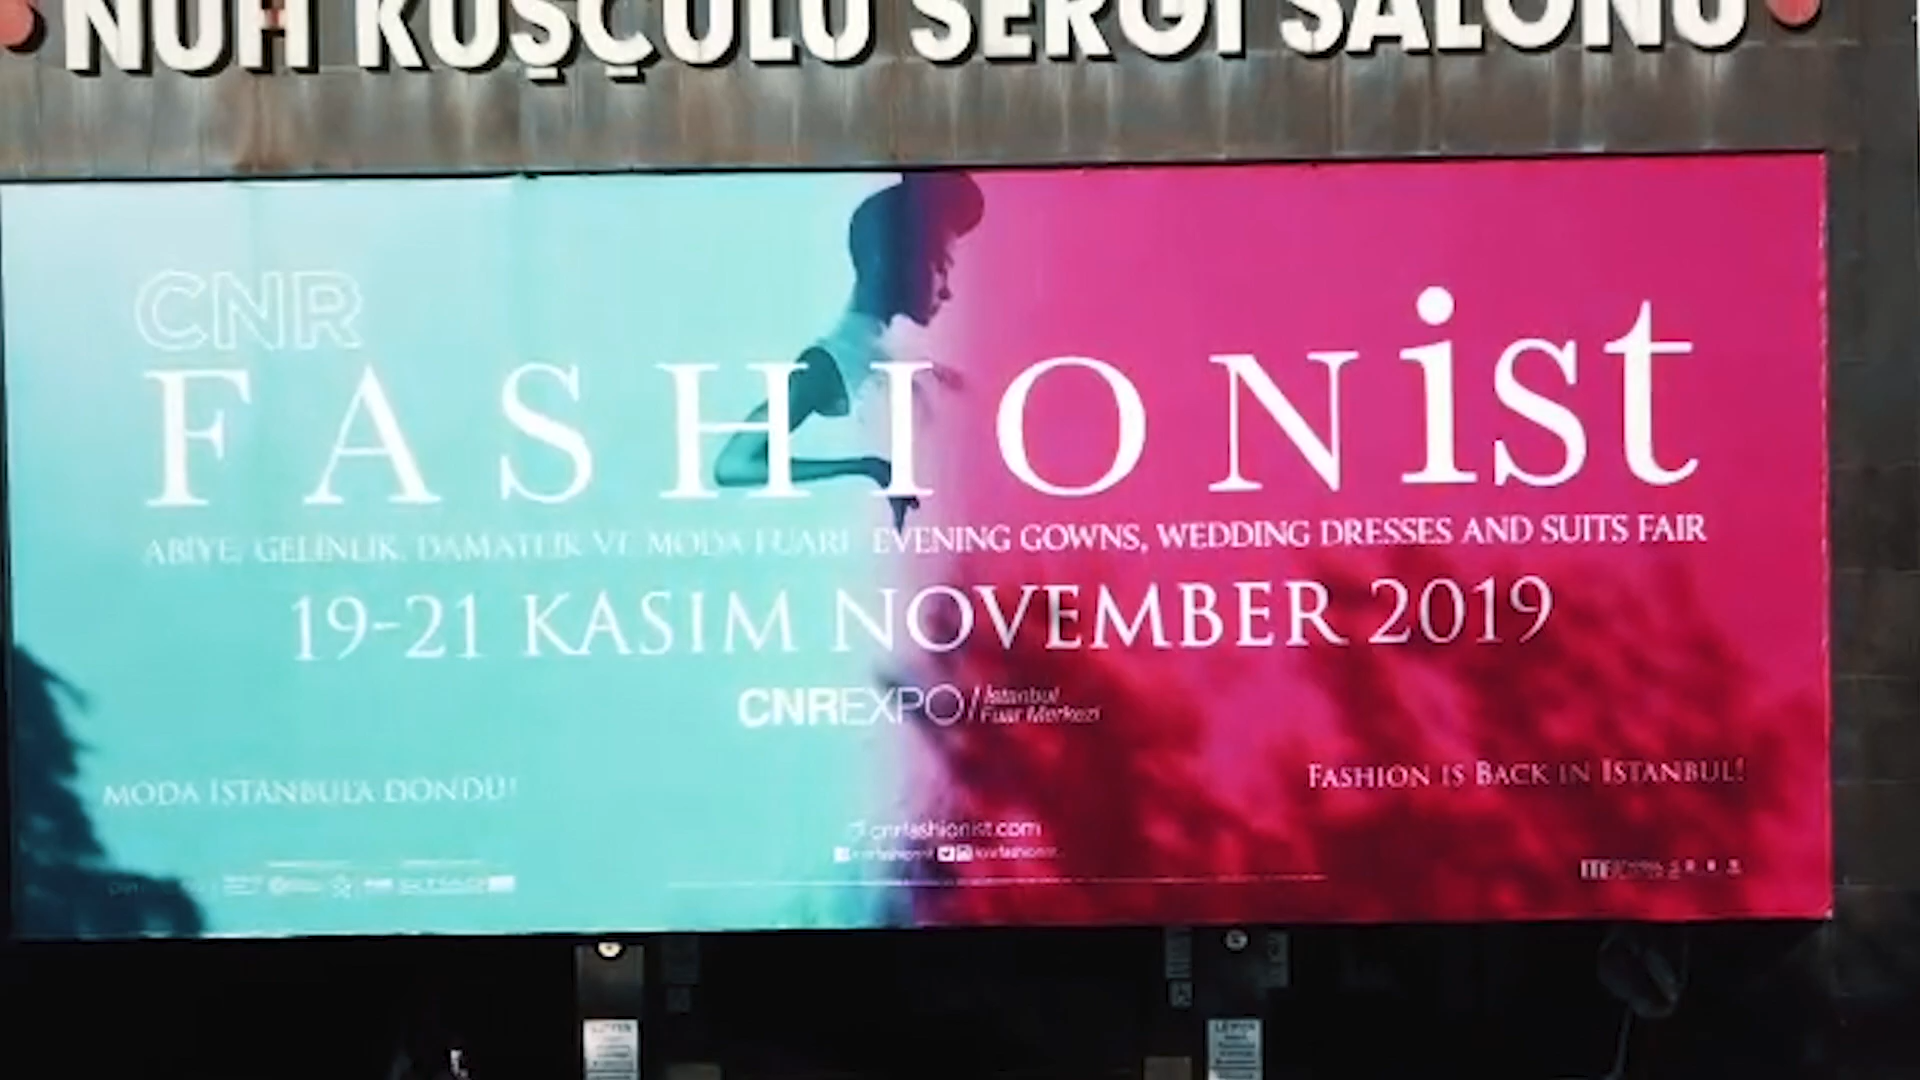 NUH KUŞÇULU SERGİ SALONU
CNR
FASHIONist
ABİYE, GELİNLİK, DAMATLIK VE MODA FUARI EVENING GOWNS, WEDDING DRESSES AND SUITS FAIR
19-21 KASIM NOVEMBER 2019
CNREXPO/İstanbul Fuar Merkezi
MODA İSTANBUL'A DÖNDÜ!
FASHION IS BACK IN ISTANBUL!
cnrfashionist.com
ITE